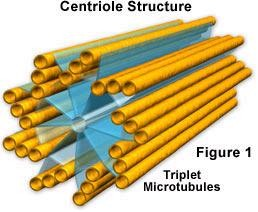 Centriole Structure
Figure 1
Triplet
Microtubules